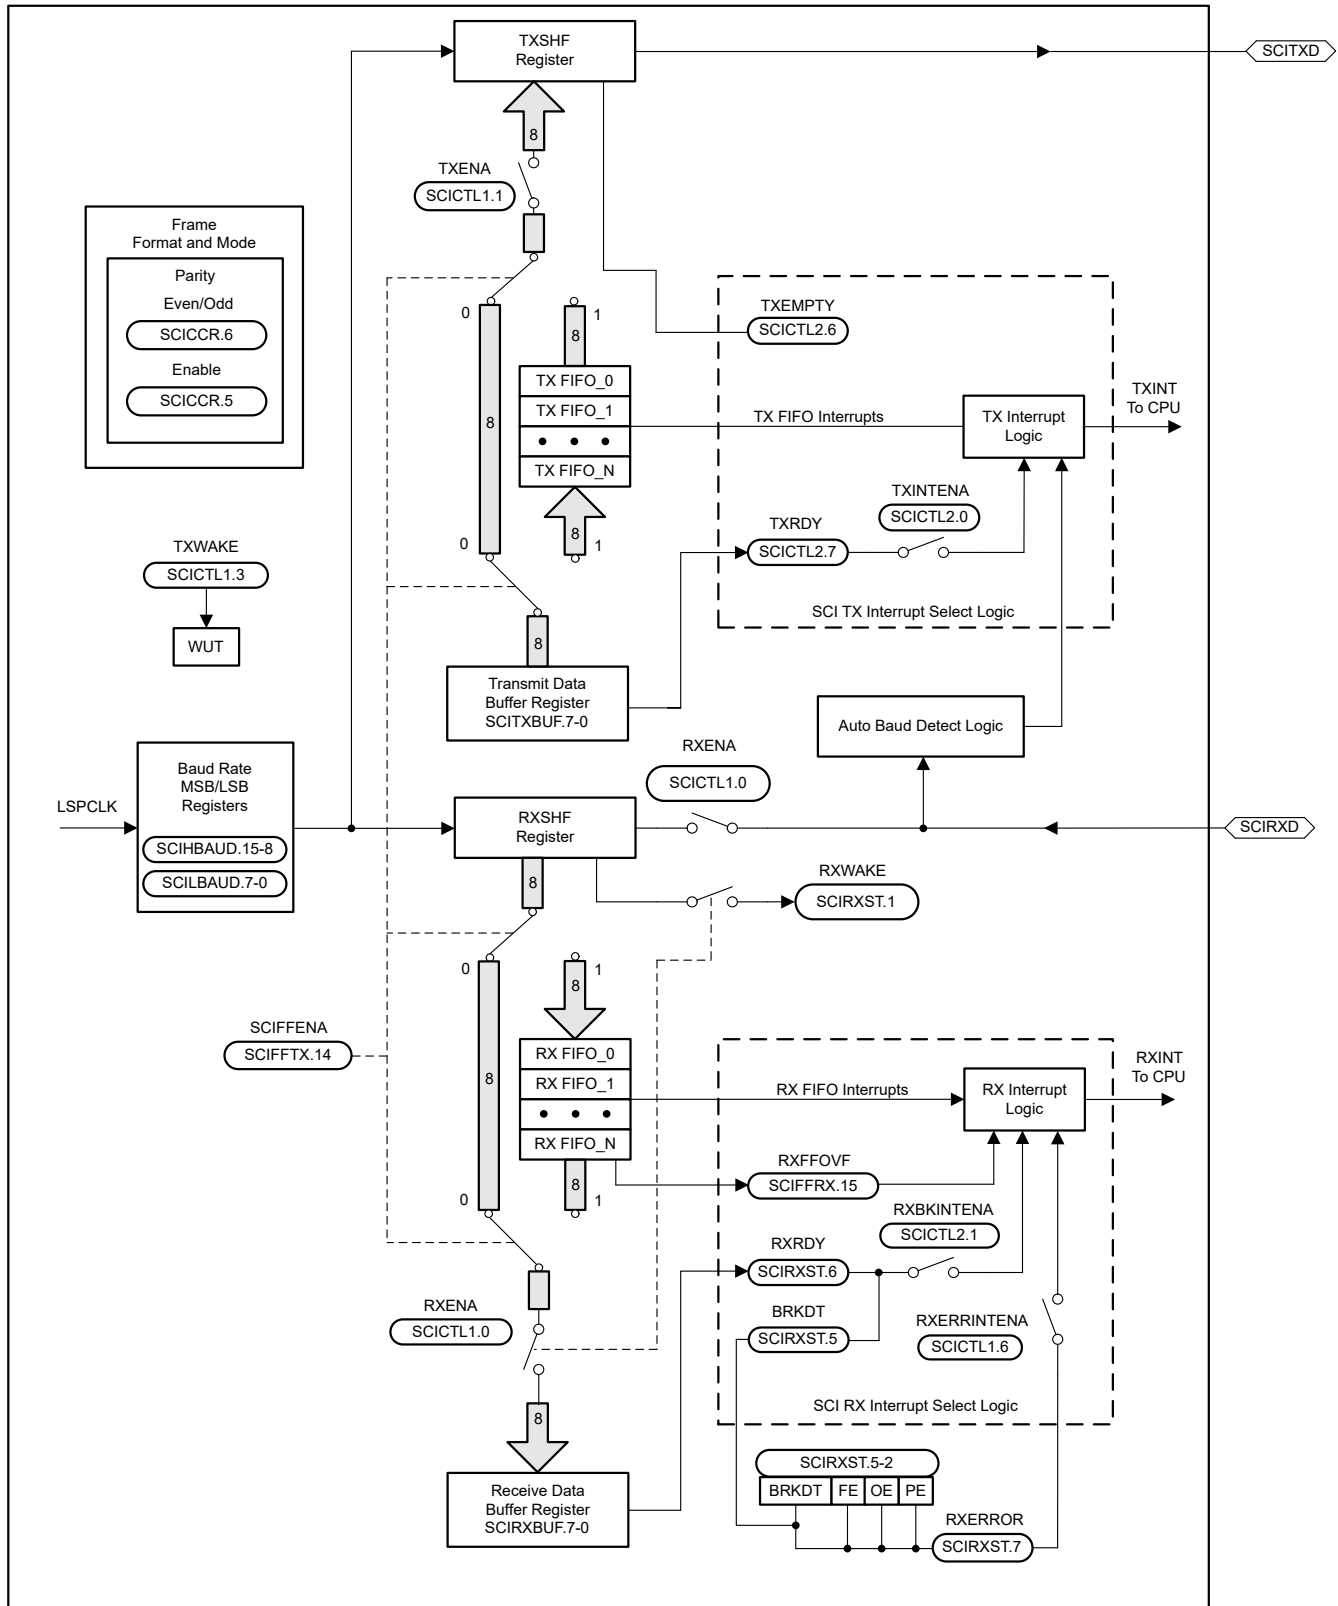 TXSHF
Register
SCITXD
8
TXENA
SCICTL1.1
Frame
Format and Mode
Parity
Even/Odd
SCICCR.6
Enable
SCICCR.5
0
1
8
TXEMPTY
SCICTL2.6
TX FIFO_0
TX FIFO_1
• • •
TX FIFO_N
8
TX FIFO Interrupts
TX Interrupt
Logic
TXINT
To CPU
TXINTENA
SCICTL2.0
0
8
1
TXRDY
SCICTL2.7
SCI TX Interrupt Select Logic
TXWAKE
SCICTL1.3
WUT
8
Transmit Data
Buffer Register
SCITXBUF.7-0
Auto Baud Detect Logic
RXENA
SCICTL1.0
LSPCLK
Baud Rate
MSB/LSB
Registers
SCIHBAUD.15-8
SCILBAUD.7-0
RXSHF
Register
SCIRXD
8
RXWAKE
SCIRXST.1
0
1
8
SCIFFENA
SCIFFTX.14
8
RX FIFO_0
RX FIFO_1
• • •
RX FIFO_N
RX FIFO Interrupts
RX Interrupt
Logic
RXINT
To CPU
8
0
1
RXFFOVF
SCIFFRX.15
RXBKINTENA
SCICTL2.1
RXRDY
SCIRXST.6
BRKDT
SCIRXST.5
RXERRINTENA
SCICTL1.6
RXENA
SCICTL1.0
SCI RX Interrupt Select Logic
8
Receive Data
Buffer Register
SCIRXBUF.7-0
SCIRXST.5-2
BRKDT FE OE PE
RXERROR
SCIRXST.7